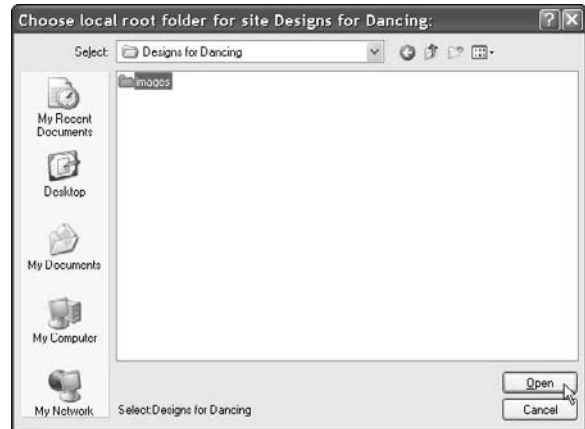 Choose local root folder for site Designs for Dancing:
Select: Designs for Dancing
images
My Recent
Documents
Desktop
My Documents
My Computer
My Network
Open
Select:Designs for Dancing
Cancel